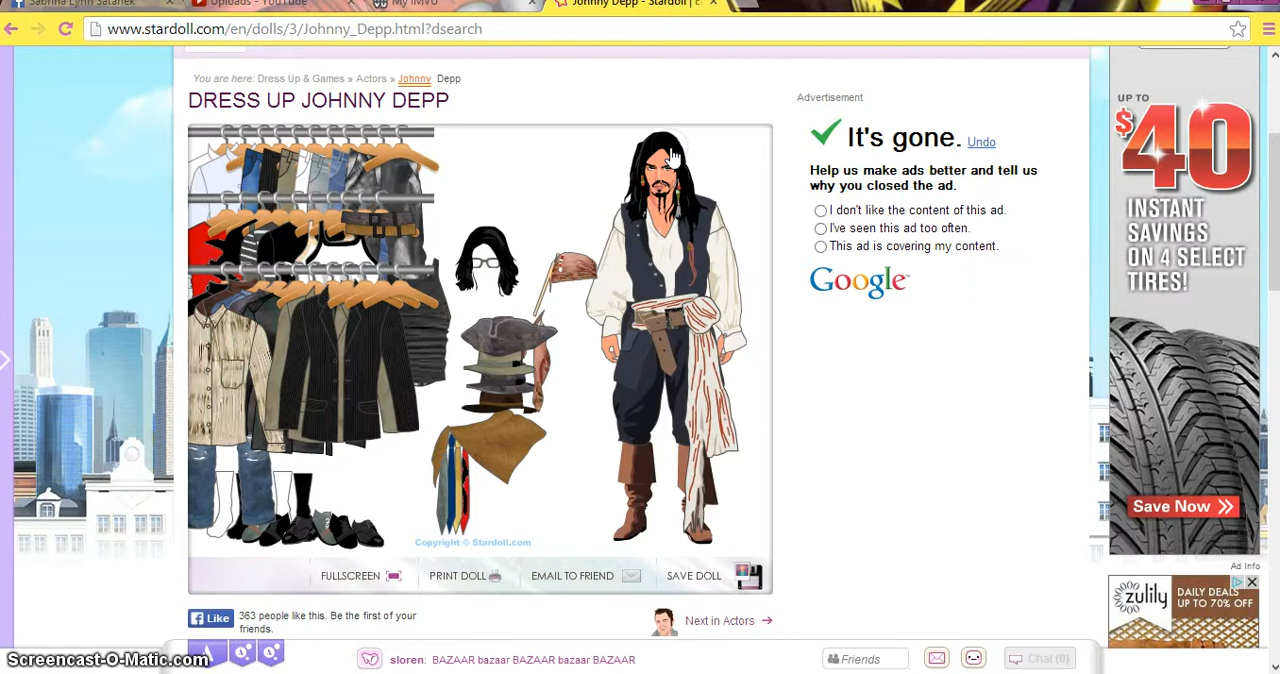 Sabrina Lynn Satanek
Uploads - YouTube
My IMVU
Johnny Depp - Stardoll | E
www.stardoll.com/en/dolls/3/Johnny_Depp.html?dsearch
You are here: Dress Up & Games » Actors » Johnny Depp
DRESS UP JOHNNY DEPP
Advertisement
It's gone. Undo
Help us make ads better and tell us
why you closed the ad.
I don't like the content of this ad.
I've seen this ad too often.
This ad is covering my content.
Google
UP TO
$40
INSTANT
SAVINGS
ON 4 SELECT
TIRES!
Save Now
Ad Info
zulily
DAILY DEALS
UP TO 70% OFF
Copyright © Stardoll.com
FULLSCREEN
PRINT DOLL
EMAIL TO FRIEND
SAVE DOLL
Like
363 people like this. Be the first of your
friends.
Next in Actors
sloren: BAZAAR bazaar BAZAAR bazaar BAZAAR
Friends
Chat (0)
Screencast-O-Matic.com